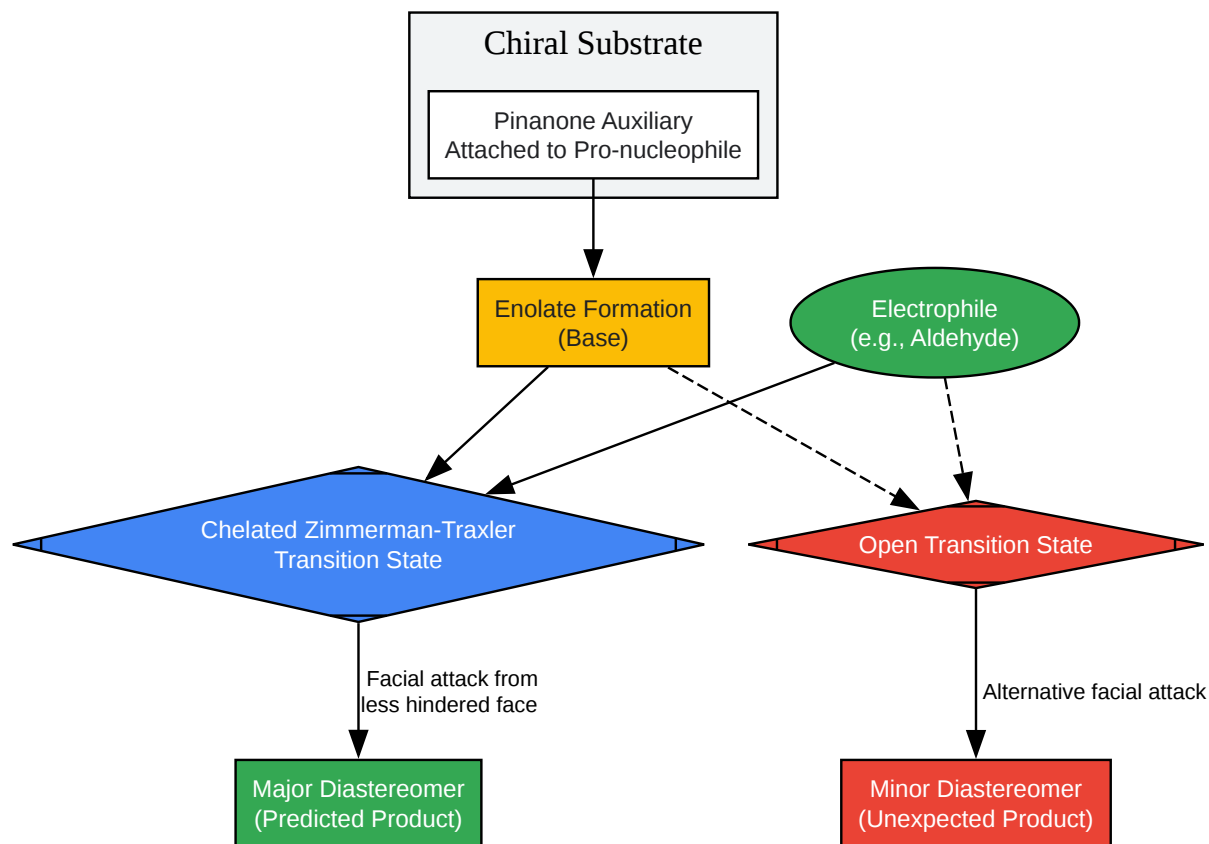 Chiral Substrate
Pinanone Auxiliary
Attached to Pro-nucleophile
Enolate Formation
(Base)
Electrophile
(e.g., Aldehyde)
Chelated Zimmerman-Traxler
Transition State
Open Transition State
Facial attack from
less hindered face
Alternative facial attack
Major Diastereomer
(Predicted Product)
Minor Diastereomer
(Unexpected Product)